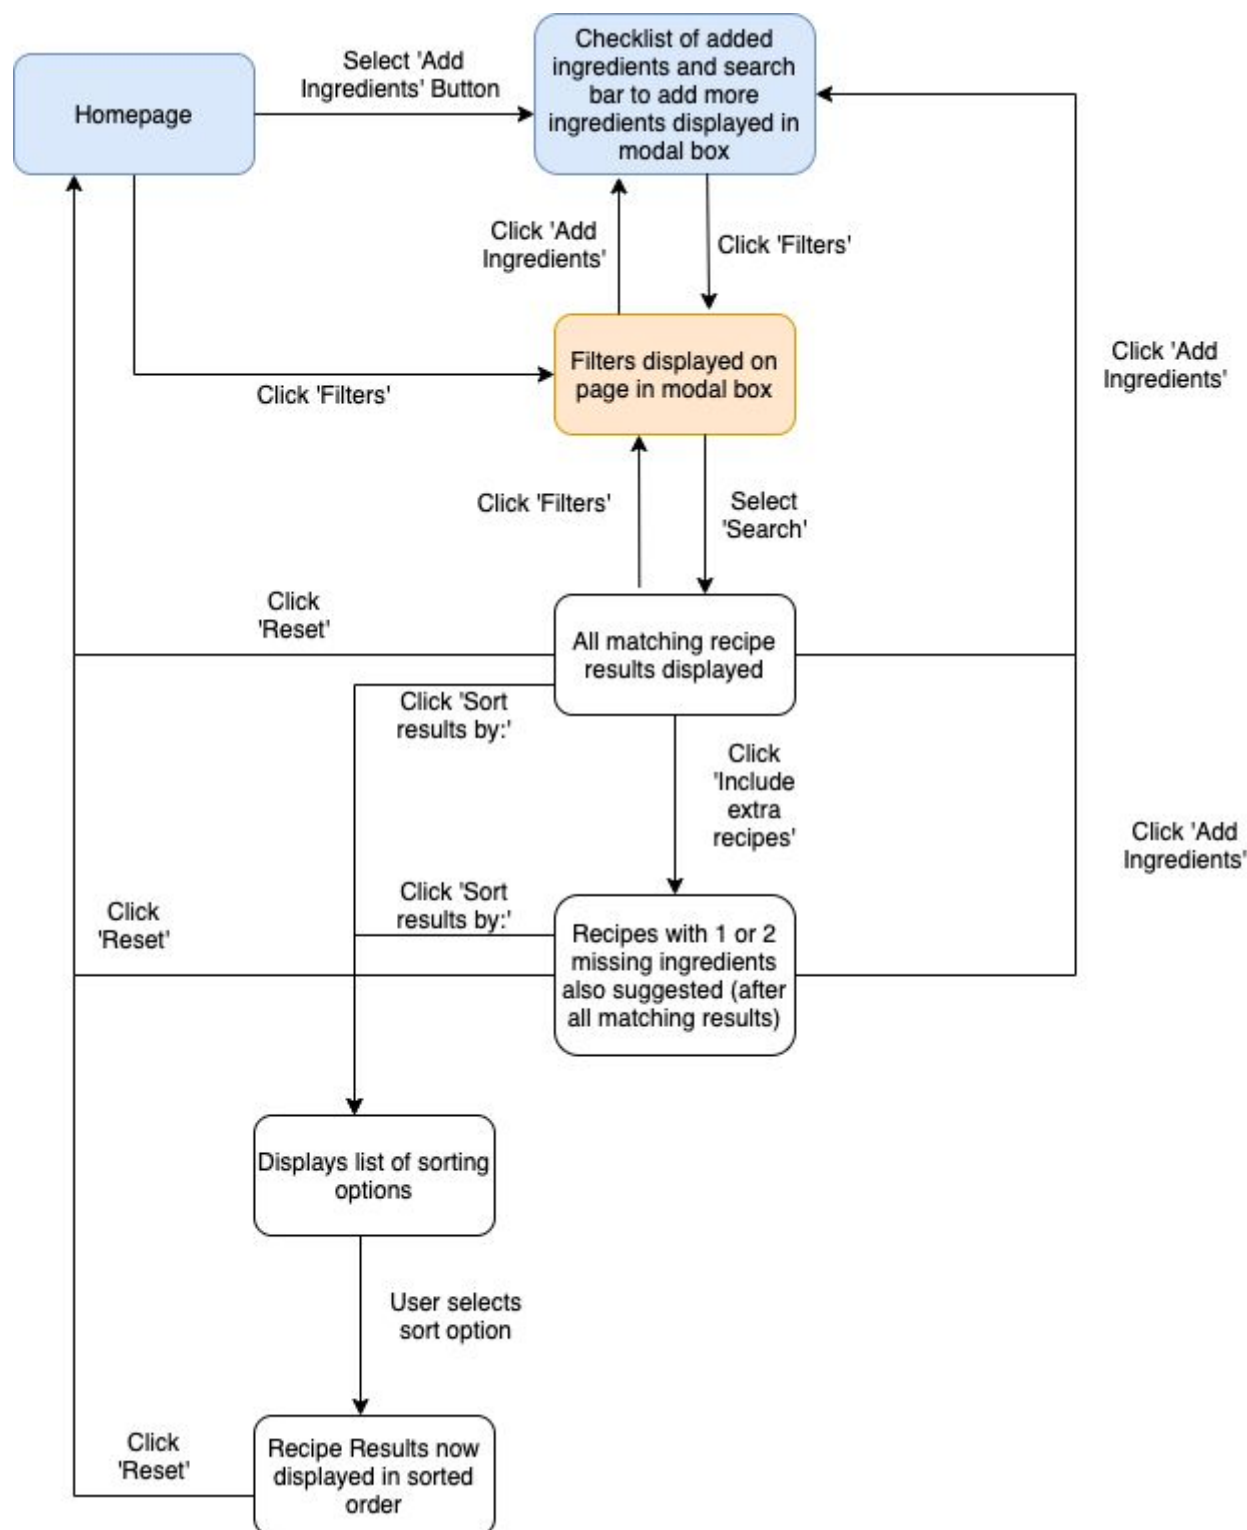 Select 'Add
Ingredients' Button
Homepage
Checklist of added
ingredients and search
bar to add more
ingredients displayed in
modal box
Click 'Add
Ingredients'
Click 'Filters'
Click 'Filters'
Filters displayed on
page in modal box
Click 'Add
Ingredients'
Click 'Filters'
Select
'Search'
Click
'Reset'
All matching recipe
results displayed
Click 'Sort
results by:'
Click
'Include
extra
recipes'
Click 'Add
Ingredients'
Click 'Sort
results by:'
Click
'Reset'
Recipes with 1 or 2
missing ingredients
also suggested (after
all matching results)
Displays list of sorting
options
User selects
sort option
Click
'Reset'
Recipe Results now
displayed in sorted
order